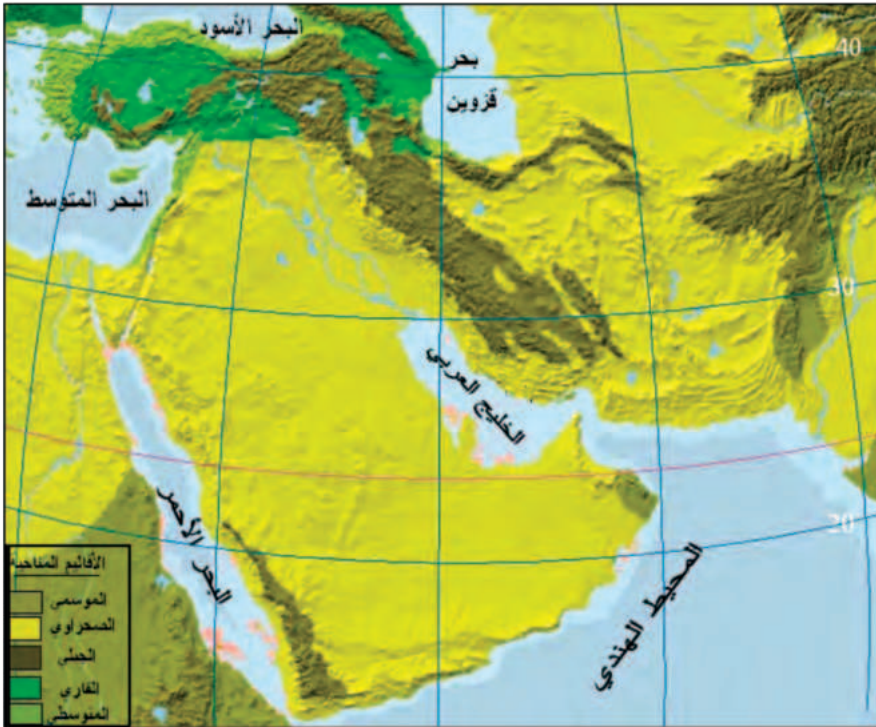 البحر الأسود
بحر
قزوين
40
البحر المتوسط
30
الخليج العربي
البحر الأحمر
20
المحيط الهندي
الأقاليم المناخية
الموسمي
الصحراوي
الجبلي
القاري
المتوسطي